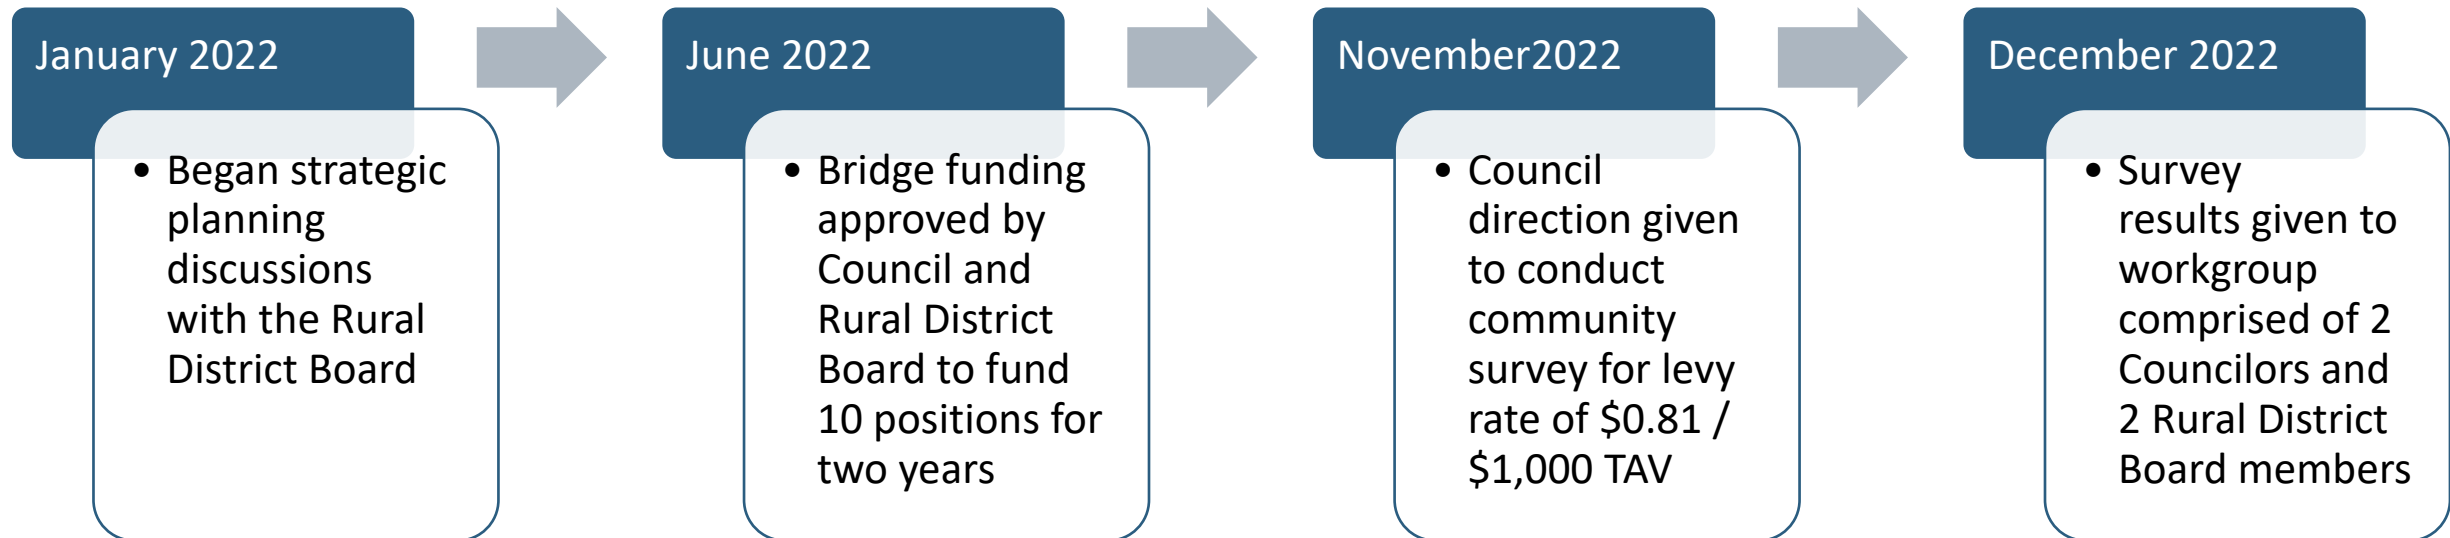 January 2022
• Began strategic
planning
discussions
with the Rural
District Board
June 2022
• Bridge funding
approved by
Council and
Rural District
Board to fund
10 positions for
two years
November2022
• Council
direction given
to conduct
community
survey for levy
rate of $0.81 /
$1,000 TAV
December 2022
• Survey
results given to
workgroup
comprised of 2
Councilors and
2 Rural District
Board members